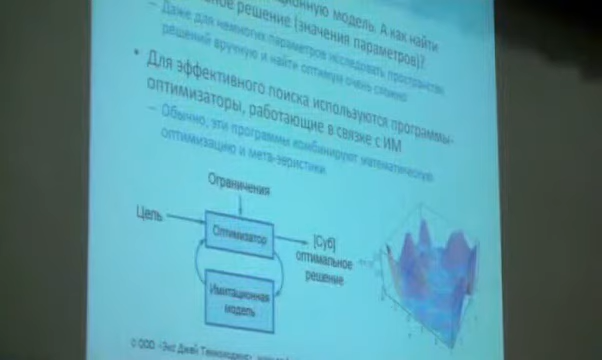 ционную модель. А как найти
ное решение (значения параметров)?
– Даже для немногих параметров исследовать пространство
решений вручную и найти оптимум очень сложно
• Для эффективного поиска используются программы-
оптимизаторы, работающие в связке с ИМ
– Обычно, эти программы комбинируют математическую
оптимизацию и мета-эвристики
Ограничения
Цель
Оптимизатор
[Суб]
оптимальное
решение
Имитационная
модель
© ООО «Экс Джей Текнолоджис»